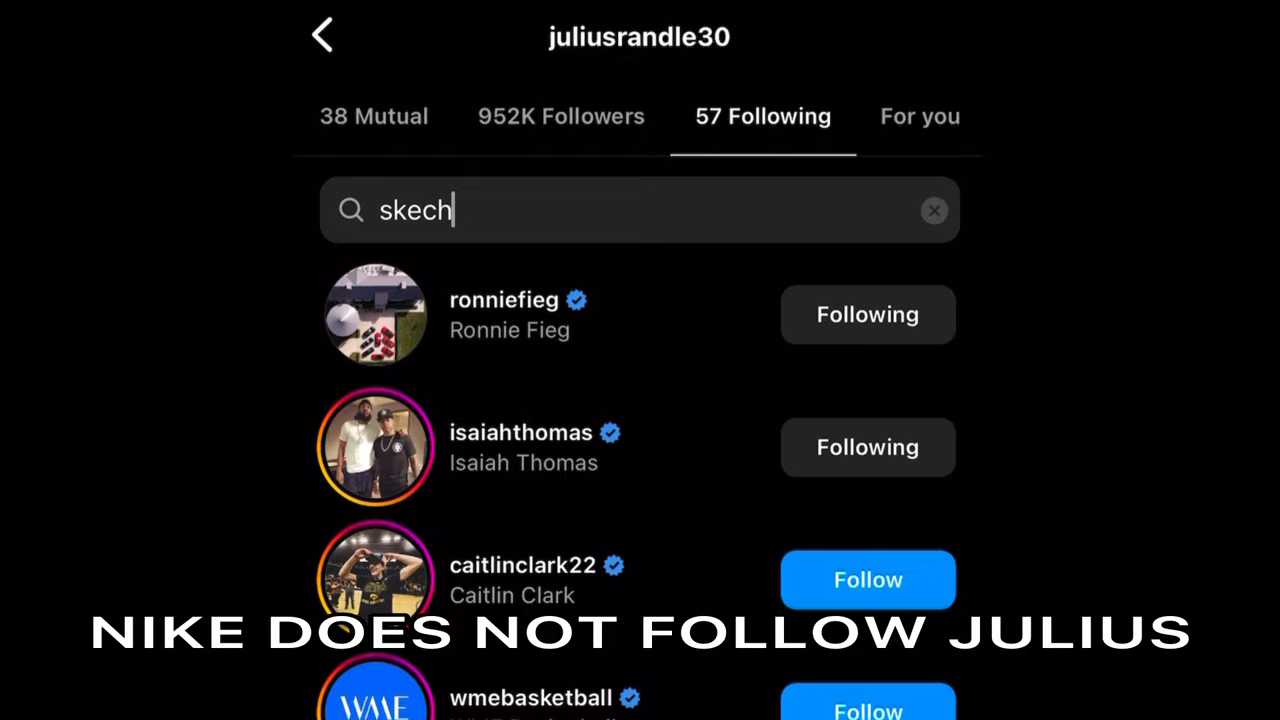 juliusrandle30
38 Mutual 952K Followers 57 Following For you
skech
ronniefieg
Ronnie Fieg
Following
isaiahthomas
Isaiah Thomas
Following
caitlinclark22
Caitlin Clark
Follow
NIKE DOES NOT FOLLOW JULIUS
WME
wmebasketball
Follow